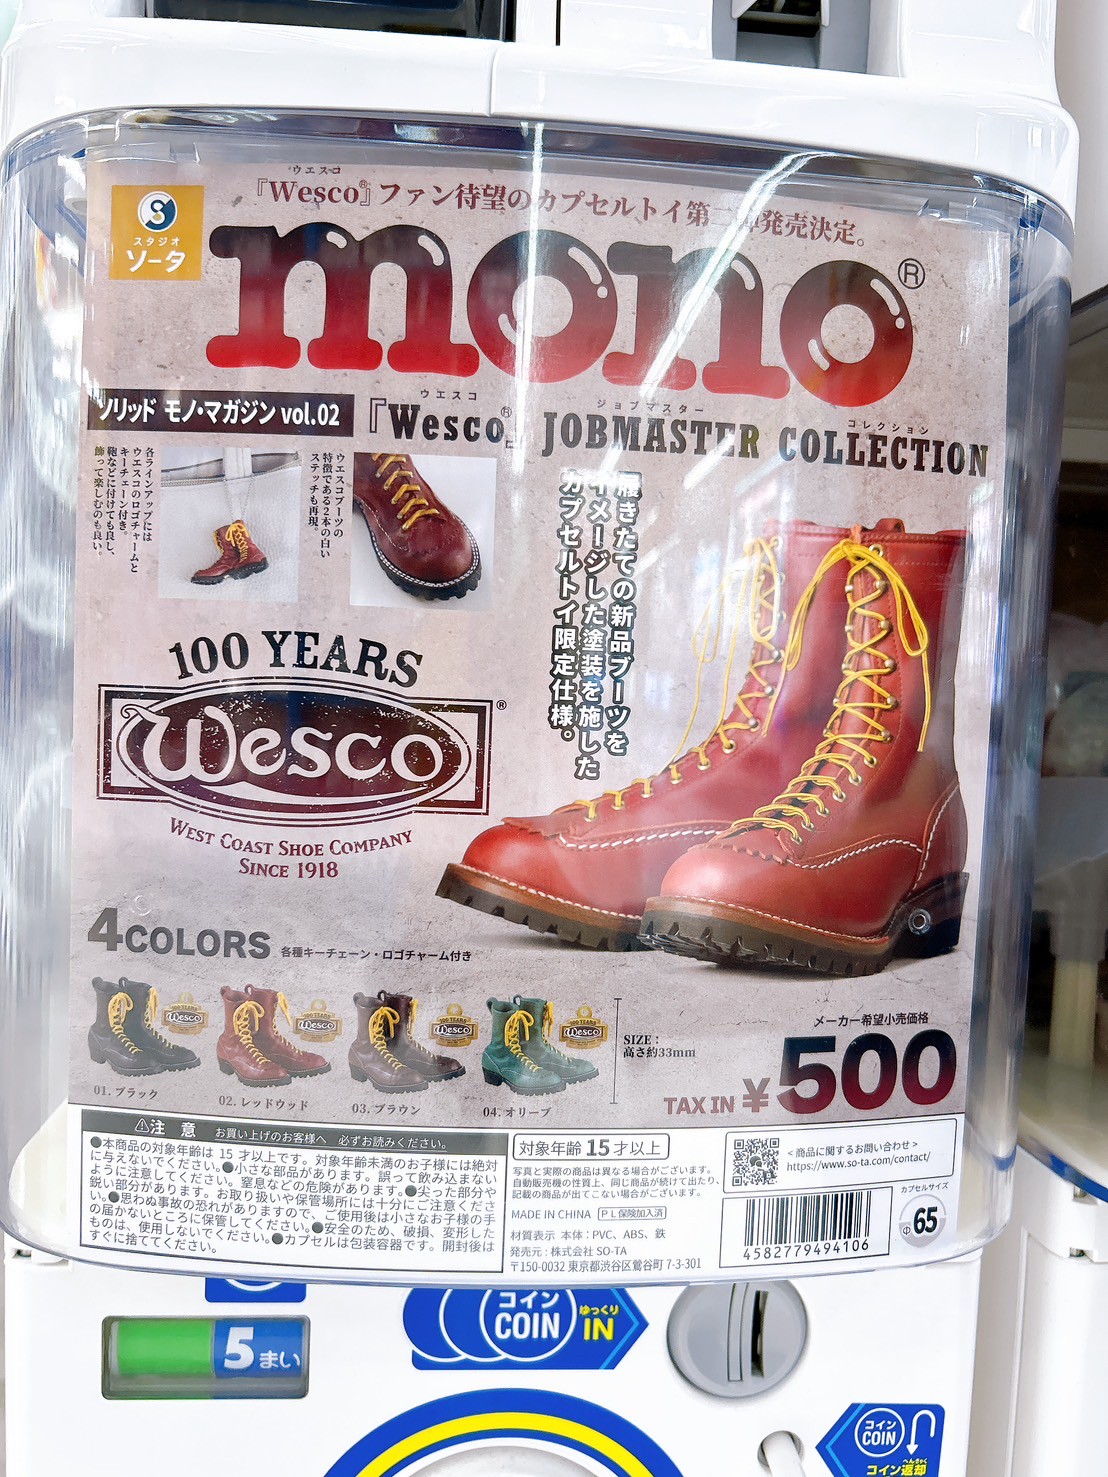 ウエスコ
『Wesco®』ファン待望のカプセルトイ第二弾発売決定。
S
スタジオ
ソータ
mono®
ソリッド モノ・マガジン vol.02
ウエスコ
『Wesco®』
ジョブマスター
コレクション
JOBMASTER COLLECTION
各ラインアップには
ウエスコのロゴチャームと
キーチェーン付き。
鞄などに付けても良し、
飾って楽しむのも良い。
ウエスコブーツの
特徴である2本の白い
ステッチも再現。
履きたての新品ブーツを
イメージした塗装を施した
カプセルトイ限定仕様。
100 YEARS
Wesco®
WEST COAST SHOE COMPANY
SINCE 1918
4COLORS 各種キーチェーン・ロゴチャーム付き
100 YEARS
Wesco
100 YEARS
Wesco
100 YEARS
Wesco
100 YEARS
Wesco
01. ブラック
02. レッドウッド
03. ブラウン
04. オリーブ
SIZE：
高さ約33mm
メーカー希望小売価格
TAX IN ¥500
⚠注 意 お買い上げのお客様へ 必ずお読みください。
●本商品の対象年齢は 15 才以上です。対象年齢未満のお子様には絶対
に与えないでください。●小さな部品があります。誤って飲み込まない
ように注意してください。窒息などの危険があります。●尖った部分や
鋭い部分があります。お取り扱いや保管場所には十分にご注意くださ
い。●思わぬ事故の恐れがありますので、ご使用後は小さなお子様の手
の届かないところに保管してください。●安全のため、破損、変形した
ものは、使用しないでください。●カプセルは包装容器です。開封後は
すぐに捨ててください。
対象年齢 15 才以上
写真と実際の商品は異なる場合がございます。
自動販売機の性質上、同じ商品が続けて出たり、
記載の商品が出てこない場合がございます。
MADE IN CHINA PL保険加入済
材質表示 本体：PVC、ABS、鉄
発売元：株式会社 SO-TA
〒150-0032 東京都渋谷区鶯谷町 7-3-301
＜商品に関するお問い合わせ＞
https://www.so-ta.com/contact/
4582779494106
カプセルサイズ
φ65
5まい
コイン
COIN
ゆっくり
IN
コイン
COIN
へんきゃく
コイン返却